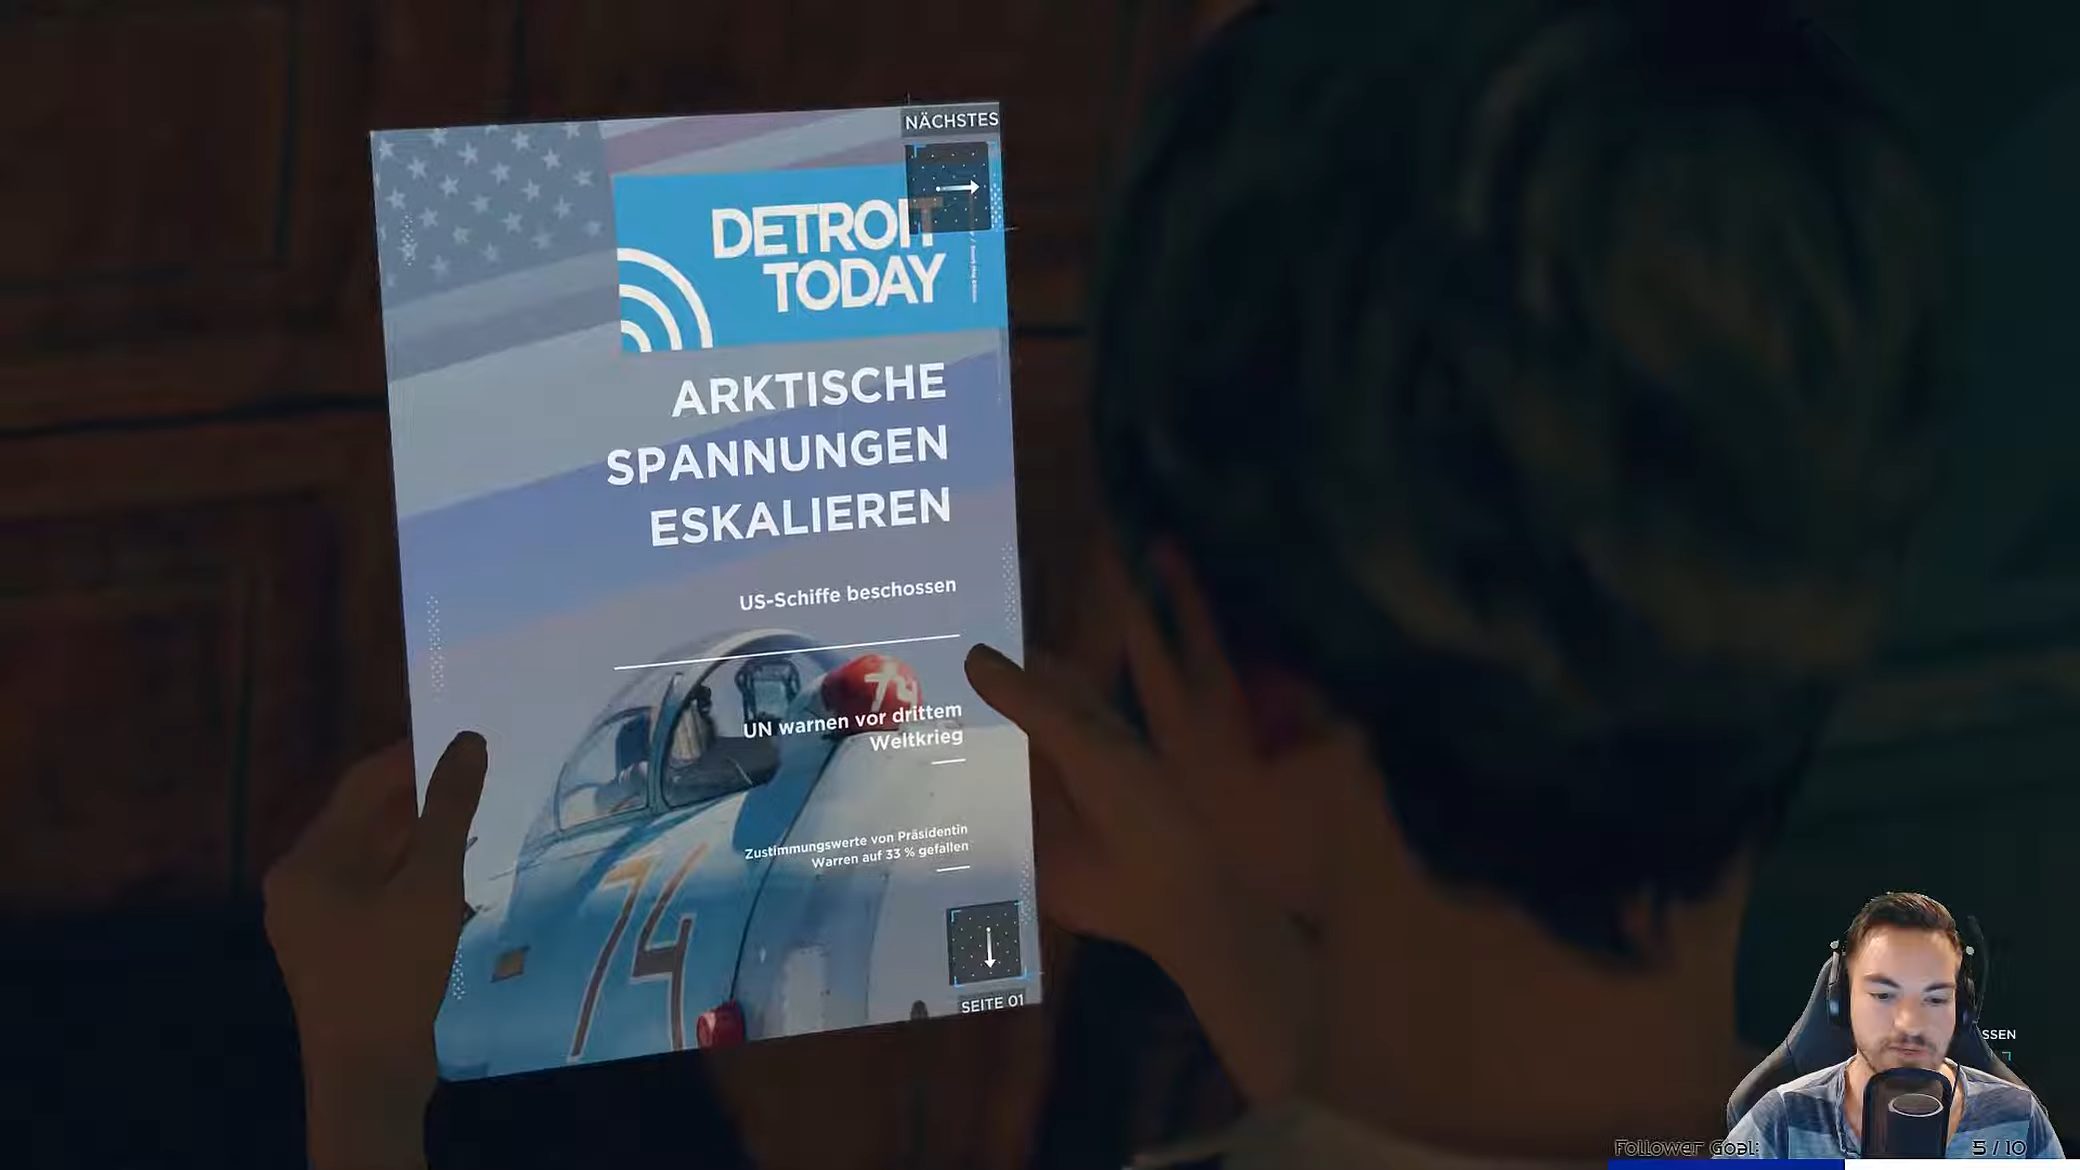 NÄCHSTES
DETROIT
TODAY
ARKTISCHE
SPANNUNGEN
ESKALIEREN
US-Schiffe beschossen
74
UN warnen vor drittem
Weltkrieg
Zustimmungswerte von Präsidentin
Warren auf 33 % gefallen
74
SEITE 01
SSEN
Follower Goal:
5 / 10